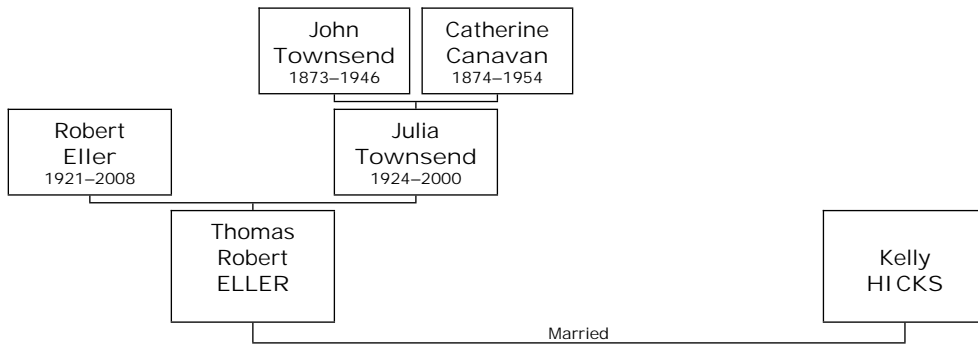 John
Townsend
1873–1946
Catherine
Canavan
1874–1954
Robert
Eller
1921–2008
Julia
Townsend
1924–2000
Thomas
Robert
ELLER
Kelly
HICKS
Married